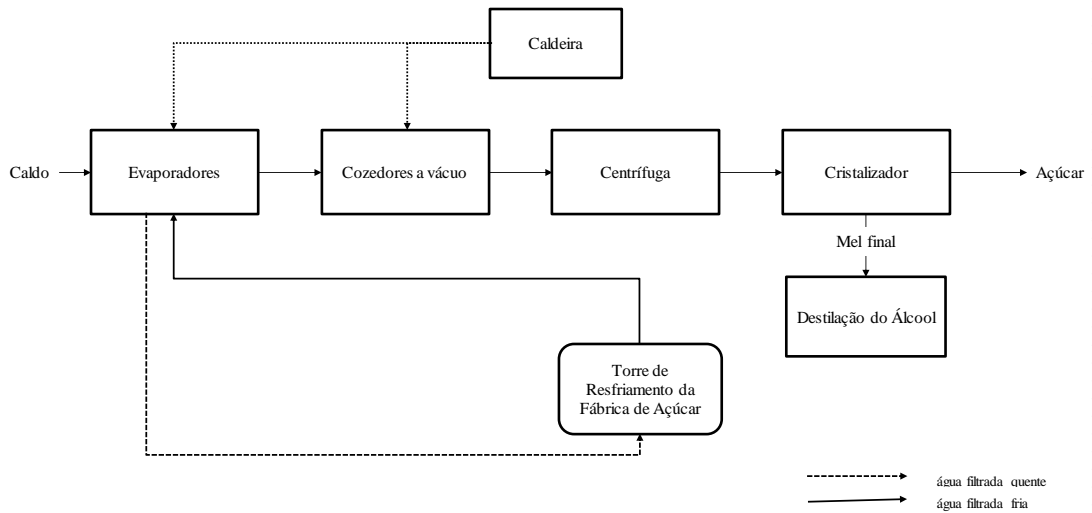 Caldeira
Caldo
Evaporadores
Cozedores a vácuo
Centrífuga
Cristalizador
Açúcar
Mel final
Destilação do Álcool
Torre de
Resfriamento da
Fábrica de Açúcar
água filtrada quente
água filtrada fria